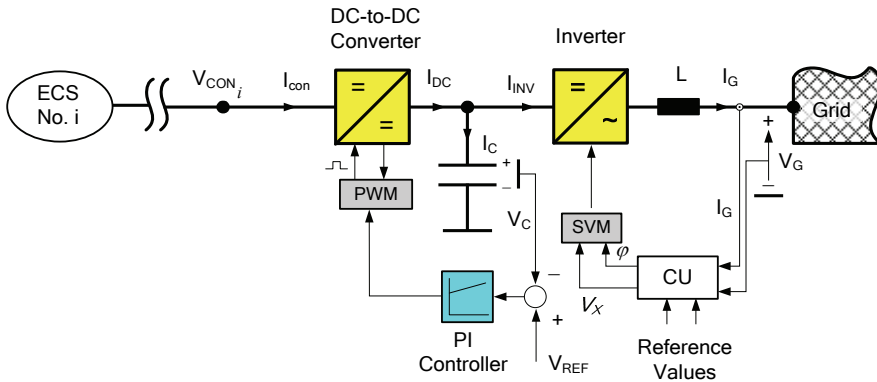 DC-to-DC
Converter
Inverter
ECS
No. i
V_CON_i
I_con
=
=
I_DC
I_INV
=
~
L
I_G
Grid
I_C
+
−
V_C
PWM
SVM
φ
V_X
CU
I_G
+
V_G
−
−
+
PI
Controller
V_REF
Reference
Values